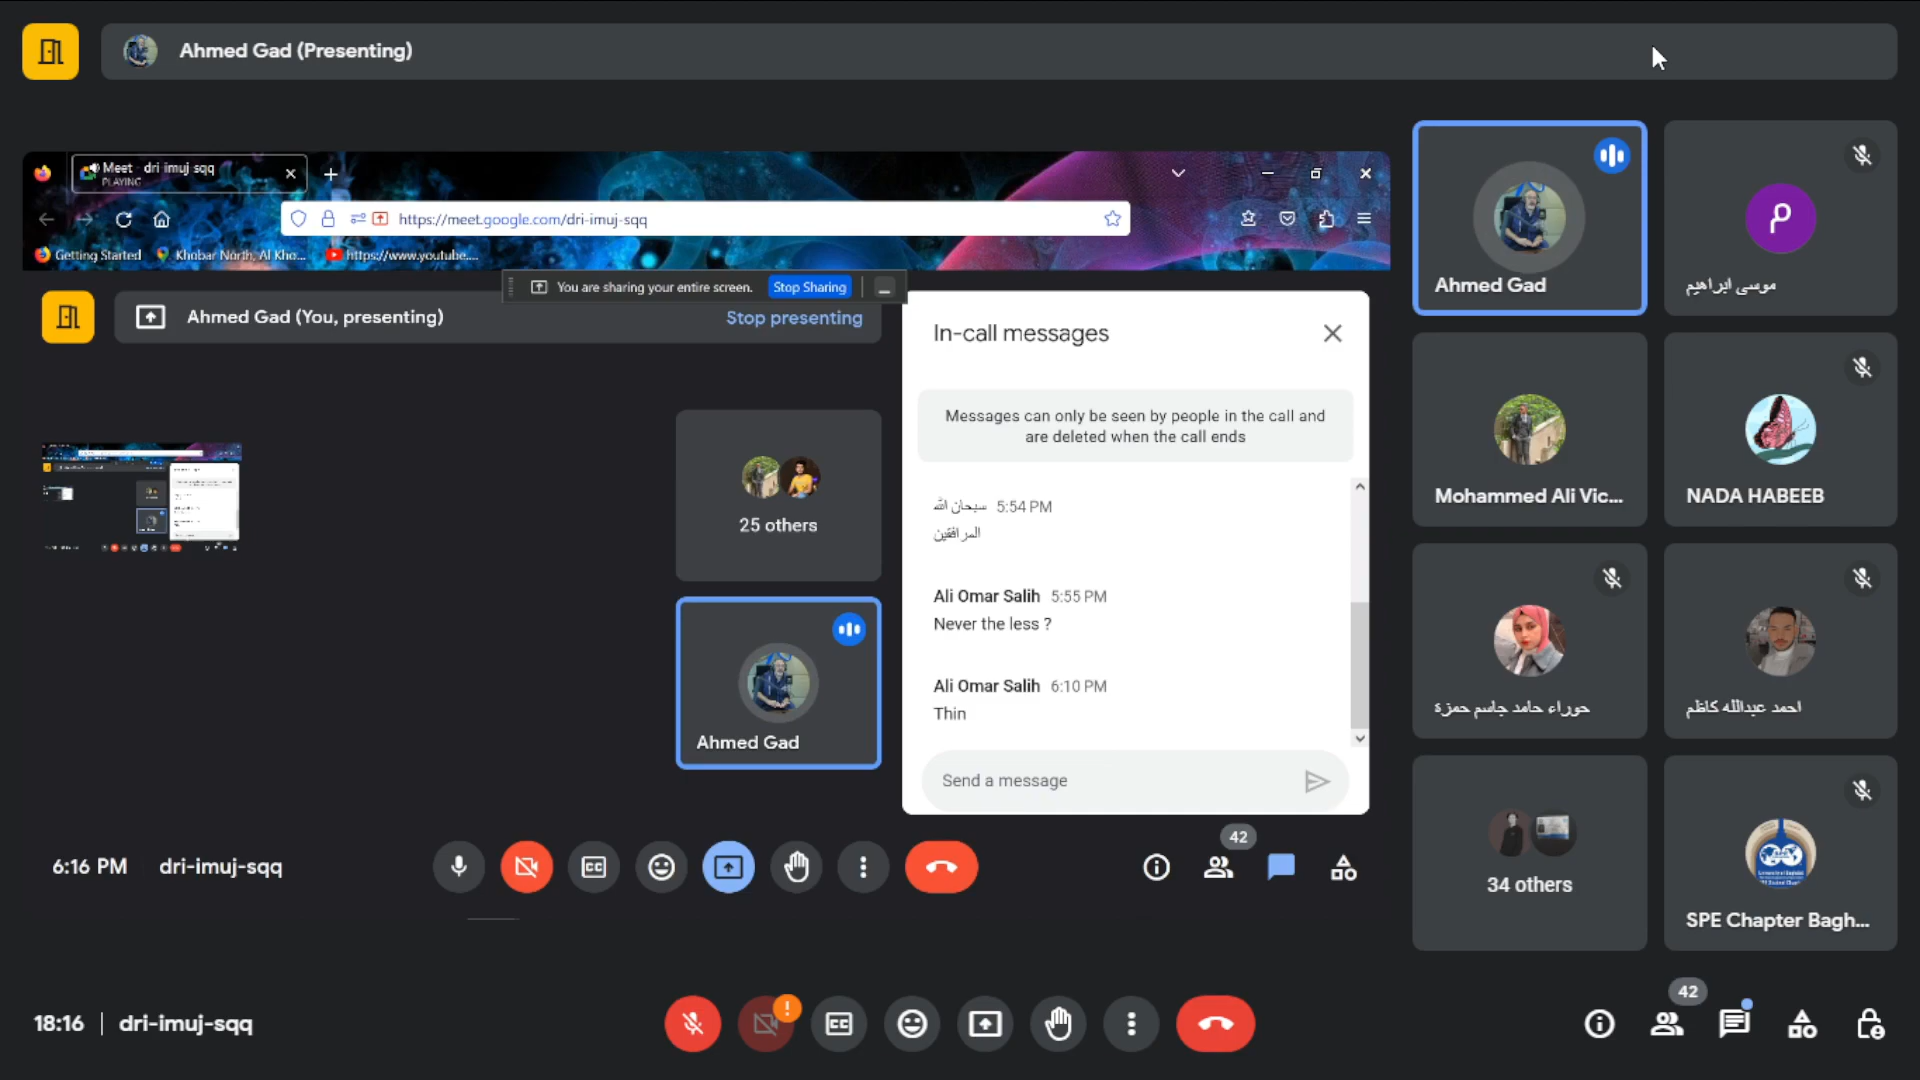 Ahmed Gad (Presenting)
Meet - dri-imuj-sqq
PLAYING
https://meet.google.com/dri-imuj-sqq
Getting Started
Khobar North, Al Kho...
https://www.youtube....
You are sharing your entire screen.
Stop Sharing
Ahmed Gad (You, presenting)
Stop presenting
In-call messages
Messages can only be seen by people in the call and
are deleted when the call ends
سبحان الله 5:54 PM
المرافقين
Ali Omar Salih 5:55 PM
Never the less ?
Ali Omar Salih 6:10 PM
Thin
Send a message
25 others
Ahmed Gad
6:16 PM
dri-imuj-sqq
CC
42
Ahmed Gad
م
موسى ابراهيم
Mohammed Ali Vic...
NADA HABEEB
حوراء حامد جاسم حمزة
احمد عبدالله كاظم
34 others
SPE Chapter Bagh...
18:16 | dri-imuj-sqq
!
CC
42